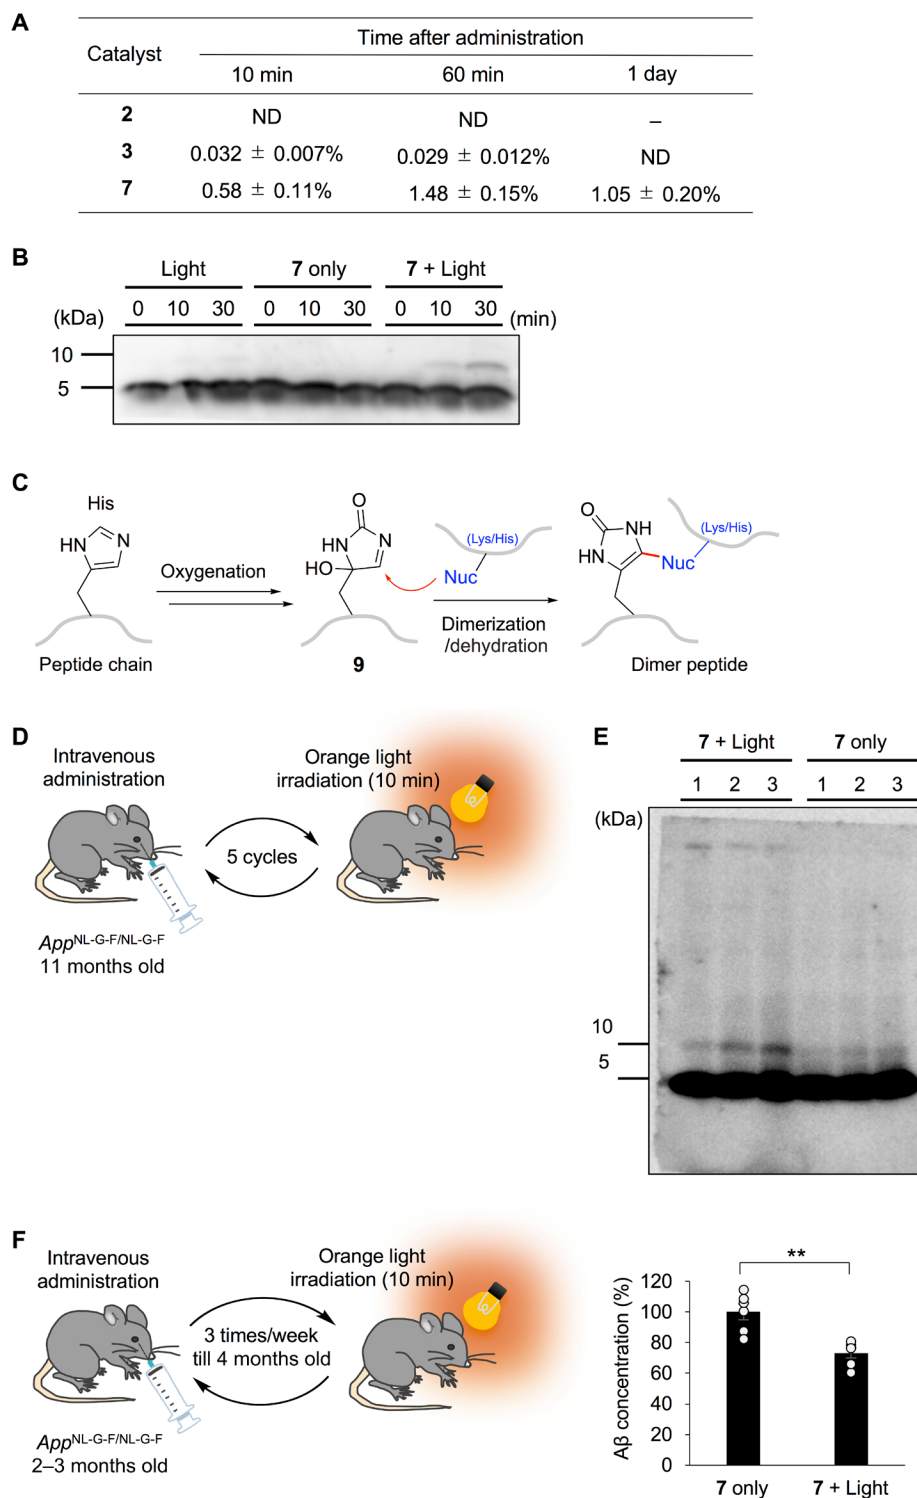 A
Catalyst
Time after administration
10 min 60 min 1 day
2 ND ND –
3 0.032 ± 0.007% 0.029 ± 0.012% ND
7 0.58 ± 0.11% 1.48 ± 0.15% 1.05 ± 0.20%
B
Light 7 only 7 + Light
(kDa) 0 10 30 0 10 30 0 10 30 (min)
10
5
C
His
HN N
Oxygenation
Peptide chain
O
HN N
HO
9
(Lys/His)
Nuc
Dimerization
/dehydration
O
NH
HN
Nuc
(Lys/His)
Dimer peptide
D
Intravenous
administration
Orange light
irradiation (10 min)
5 cycles
App^NL-G-F/NL-G-F
11 months old
E
7 + Light 7 only
1 2 3 1 2 3
(kDa)
10
5
F
Intravenous
administration
Orange light
irradiation (10 min)
3 times/week
till 4 months old
App^NL-G-F/NL-G-F
2–3 months old
**
Aβ concentration (%)
120
100
80
60
40
20
0
7 only 7 + Light